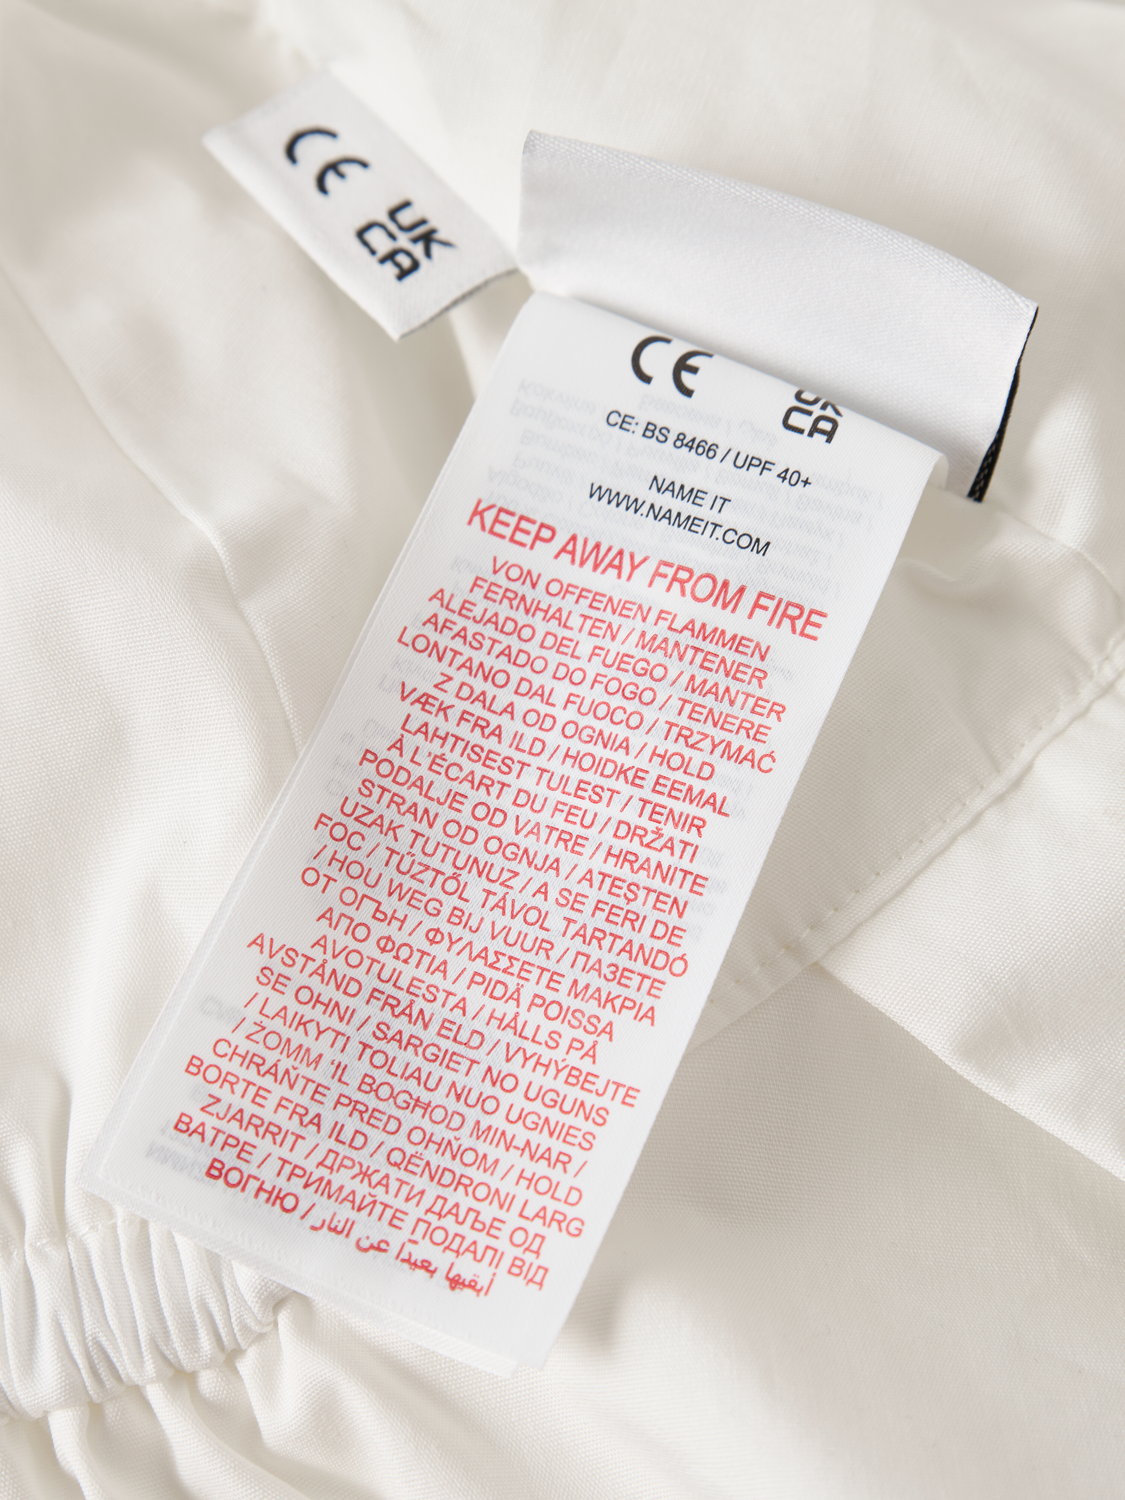 CE
UK
CA
CE
UK
CA
CE: BS 8466 / UPF 40+
NAME IT
WWW.NAMEIT.COM
KEEP AWAY FROM FIRE
VON OFFENEN FLAMMEN
FERNHALTEN / MANTENER
ALEJADO DEL FUEGO / MANTER
AFASTADO DO FOGO / TENERE
LONTANO DAL FUOCO / TRZYMAĆ
Z DALA OD OGNIA / HOLD
VÆK FRA ILD / HOIDKE EEMAL
LAHTISEST TULEST / TENIR
À L'ÉCART DU FEU / DRŽATI
PODALJE OD VATRE / HRANITE
STRAN OD OGNJA / ATEŞTEN
UZAK TUTUNUZ / A SE FERI DE
FOC / TŰZTŐL TÁVOL TARTANDÓ
/ HOU WEG BIJ VUUR / ПАЗЕТЕ
ОТ ОГЪН / ΦΥΛΑΣΣΕΤΕ ΜΑΚΡΙΑ
ΑΠΟ ΦΩΤΙΑ / PIDÄ POISSA
AVOTULESTA / HÅLLS PÅ
AVSTÅND FRÅN ELD / VYHÝBEJTE
SE OHNI / SARGIET NO UGUNS
/ LAIKYTI TOLIAU NUO UGNIES
/ ŻOMM 'IL BOGĦOD MIN-NAR /
CHRÁŇTE PRED OHŇOM / HOLD
BORTE FRA ILD / QËNDRONI LARG
ZJARRIT / ДРЖАТИ ДАЉЕ ОД
ВАТРЕ / ТРИМАЙТЕ ПОДАЛІ ВІД
ВОГНЮ / أبقيها بعيدًا عن النار